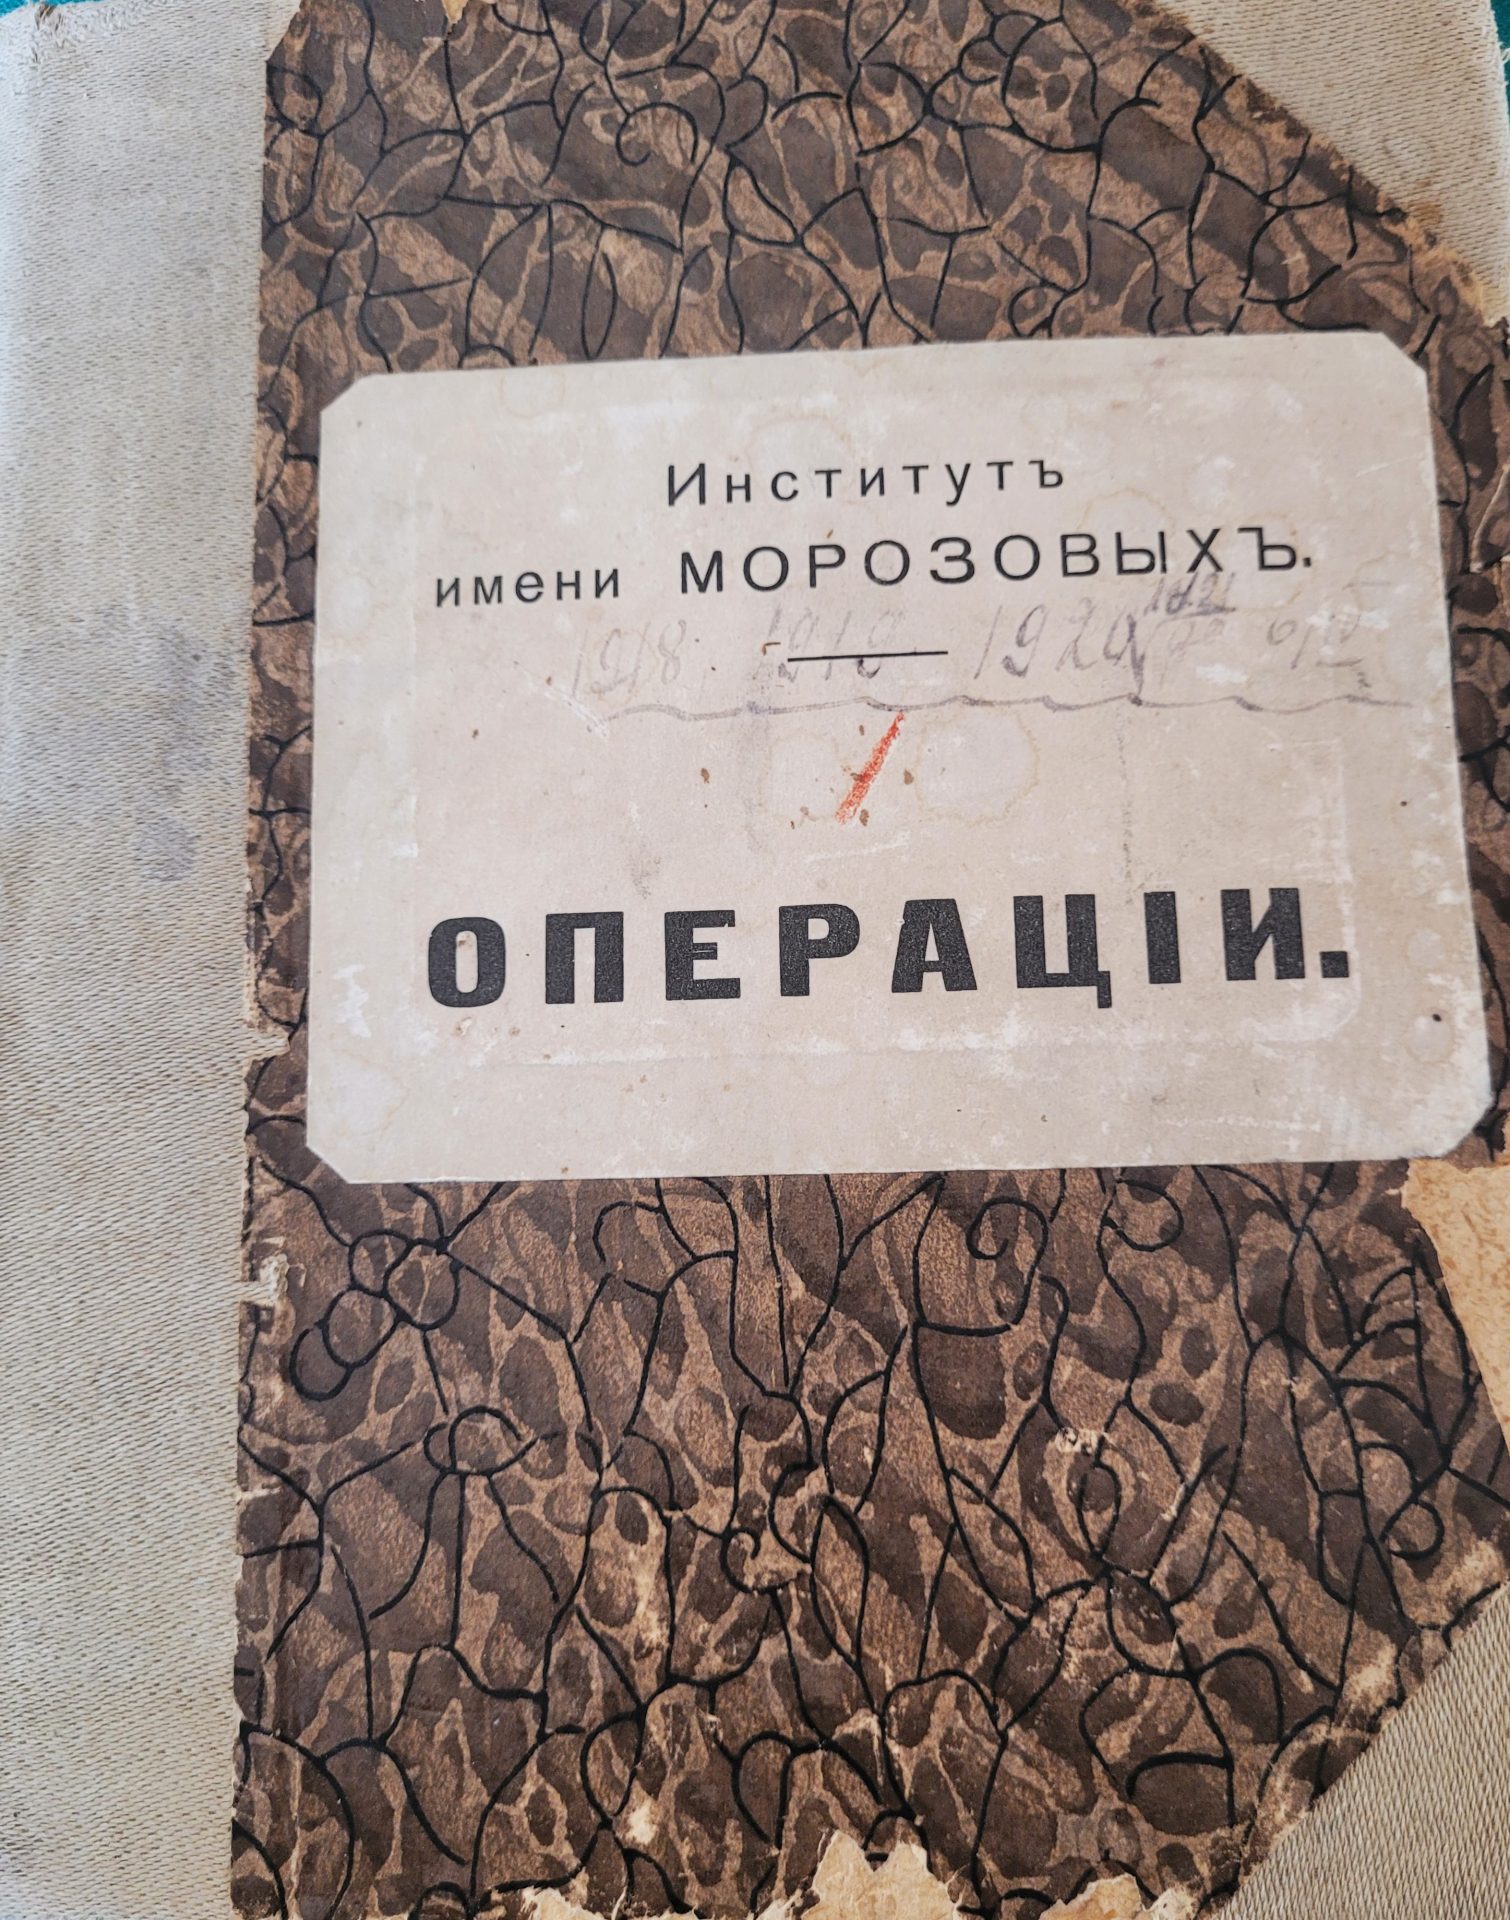 Институтъ
имени МОРОЗОВЫХЪ.
1921
1918 1919 1920
ОПЕРАЦІИ.